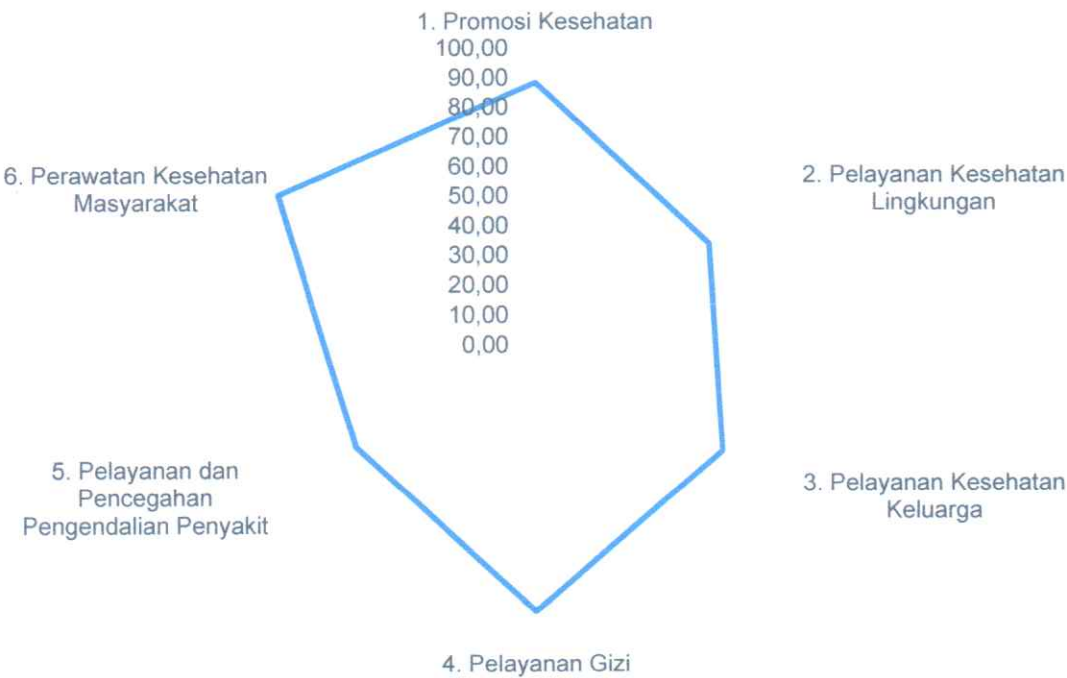 1. Promosi Kesehatan
100,00
90,00
80,00
70,00
60,00
50,00
40,00
30,00
20,00
10,00
0,00
2. Pelayanan Kesehatan
Lingkungan
3. Pelayanan Kesehatan
Keluarga
4. Pelayanan Gizi
5. Pelayanan dan
Pencegahan
Pengendalian Penyakit
6. Perawatan Kesehatan
Masyarakat